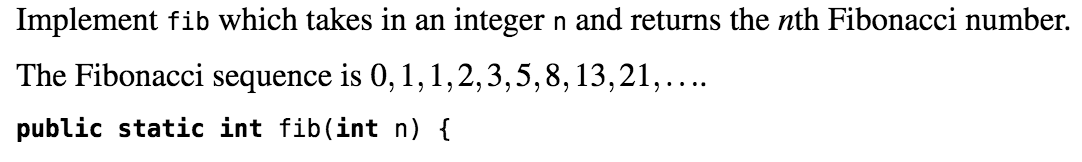 Implement fib which takes in an integer n and returns the nth Fibonacci number.
The Fibonacci sequence is 0, 1, 1, 2, 3, 5, 8, 13, 21, . . . .
public static int fib(int n) {